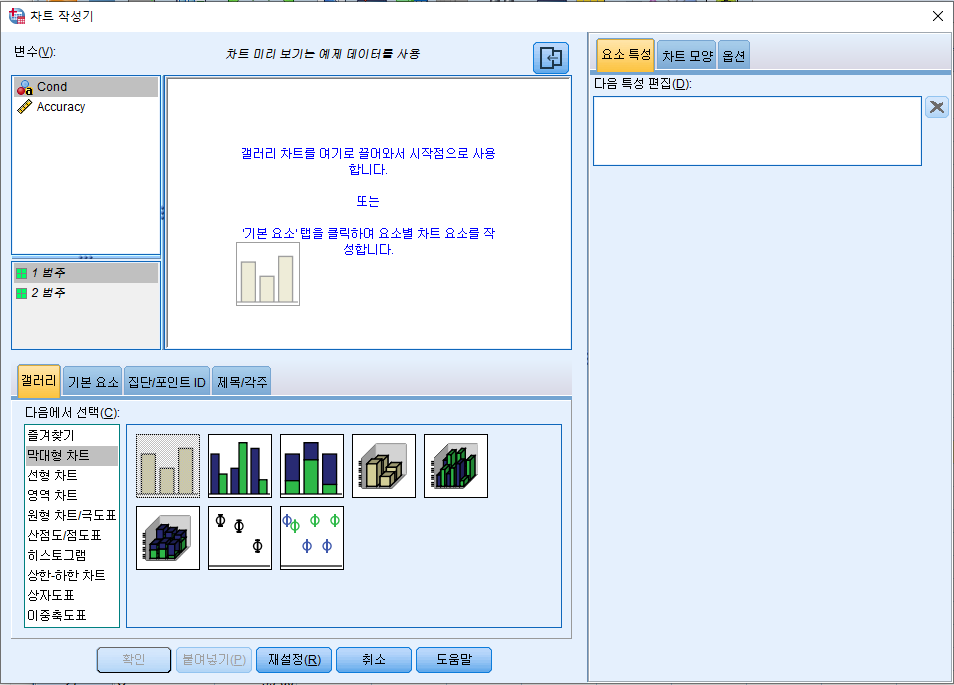 차트 작성기
변수(V):
차트 미리 보기는 예제 데이터를 사용
Cond
Accuracy
갤러리 차트를 여기로 끌어와서 시작점으로 사용
합니다.
또는
'기본 요소' 탭을 클릭하여 요소별 차트 요소를 작
성합니다.
1 범주
2 범주
갤러리
기본 요소
집단/포인트 ID
제목/각주
다음에서 선택(C):
즐겨찾기
막대형 차트
선형 차트
영역 차트
원형 차트/극도표
산점도/점도표
히스토그램
상한-하한 차트
상자도표
이중축도표
확인
붙여넣기(P)
재설정(R)
취소
도움말
요소 특성
차트 모양
옵션
다음 특성 편집(D):